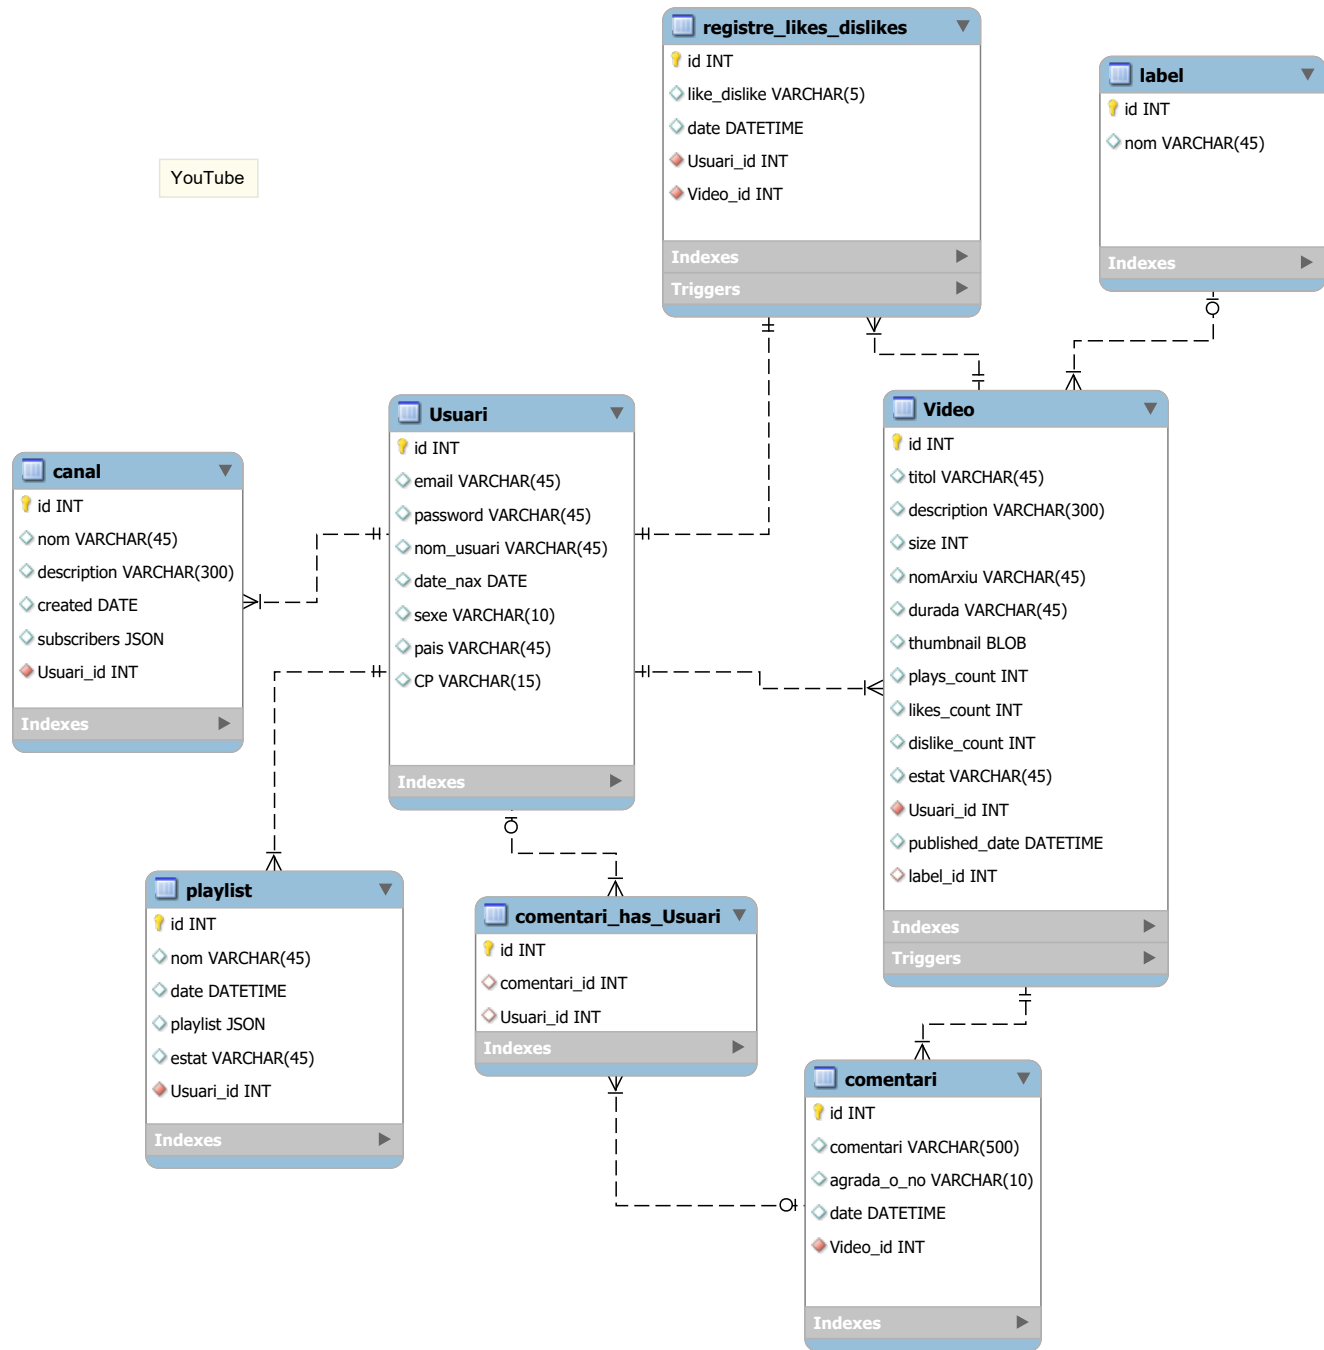 YouTube
registre_likes_dislikes
id INT
like_dislike VARCHAR(5)
date DATETIME
Usuari_id INT
Video_id INT
Indexes
Triggers
label
id INT
nom VARCHAR(45)
Indexes
canal
id INT
nom VARCHAR(45)
description VARCHAR(300)
created DATE
subscribers JSON
Usuari_id INT
Indexes
Usuari
id INT
email VARCHAR(45)
password VARCHAR(45)
nom_usuari VARCHAR(45)
date_nax DATE
sexe VARCHAR(10)
pais VARCHAR(45)
CP VARCHAR(15)
Indexes
Video
id INT
titol VARCHAR(45)
description VARCHAR(300)
size INT
nomArxiu VARCHAR(45)
durada VARCHAR(45)
thumbnail BLOB
plays_count INT
likes_count INT
dislike_count INT
estat VARCHAR(45)
Usuari_id INT
published_date DATETIME
label_id INT
Indexes
Triggers
playlist
id INT
nom VARCHAR(45)
date DATETIME
playlist JSON
estat VARCHAR(45)
Usuari_id INT
Indexes
comentari_has_Usuari
id INT
comentari_id INT
Usuari_id INT
Indexes
comentari
id INT
comentari VARCHAR(500)
agrada_o_no VARCHAR(10)
date DATETIME
Video_id INT
Indexes